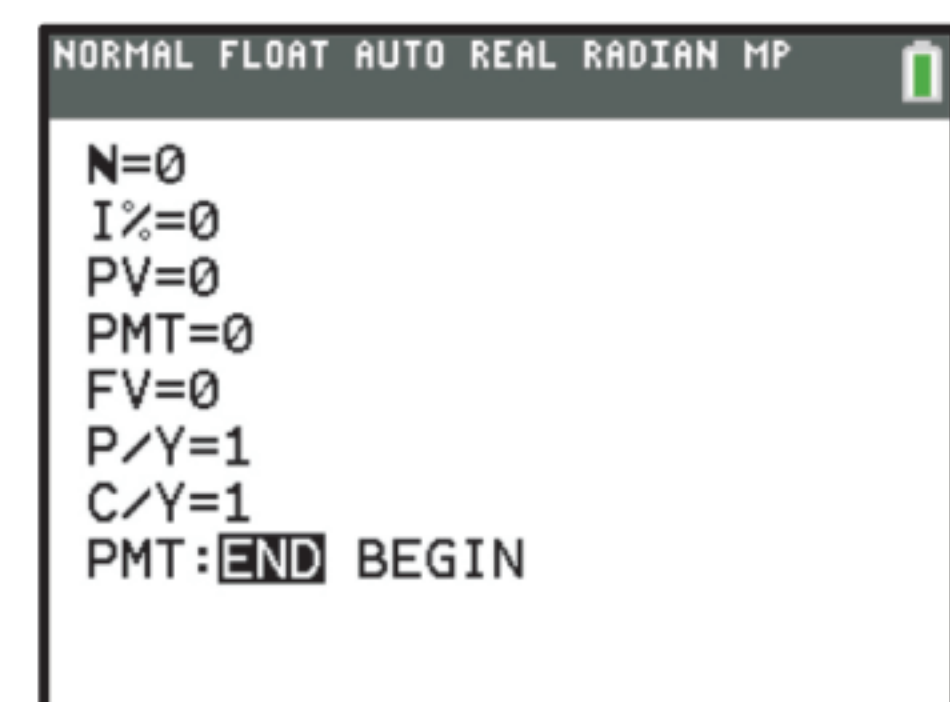 NORMAL FLOAT AUTO REAL RADIAN MP
N=0
I%=0
PV=0
PMT=0
FV=0
P/Y=1
C/Y=1
PMT:END BEGIN